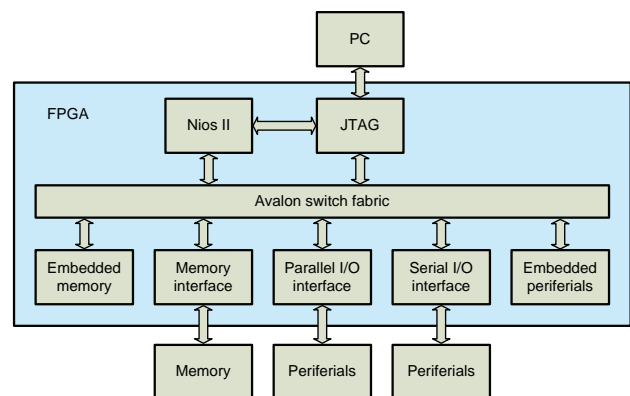 PC
FPGA
Nios II
JTAG
Avalon switch fabric
Embedded
memory
Memory
interface
Parallel I/O
interface
Serial I/O
interface
Embedded
periferials
Memory
Periferials
Periferials